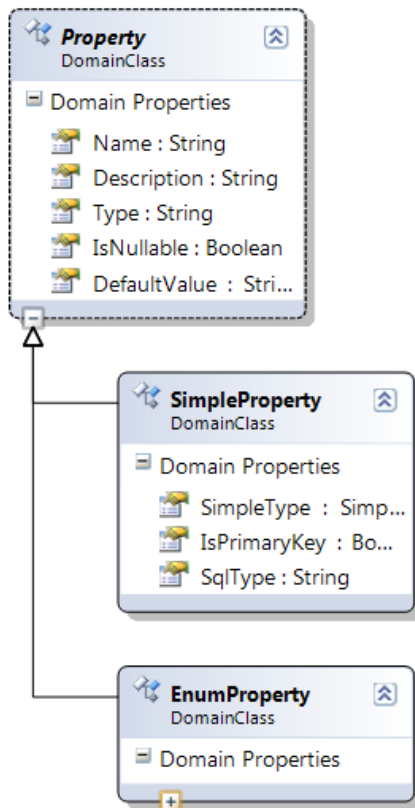 Property
DomainClass
Domain Properties
Name : String
Description : String
Type : String
IsNullable : Boolean
DefaultValue : Stri...
SimpleProperty
DomainClass
Domain Properties
SimpleType : Simp...
IsPrimaryKey : Bo...
SqlType : String
EnumProperty
DomainClass
Domain Properties